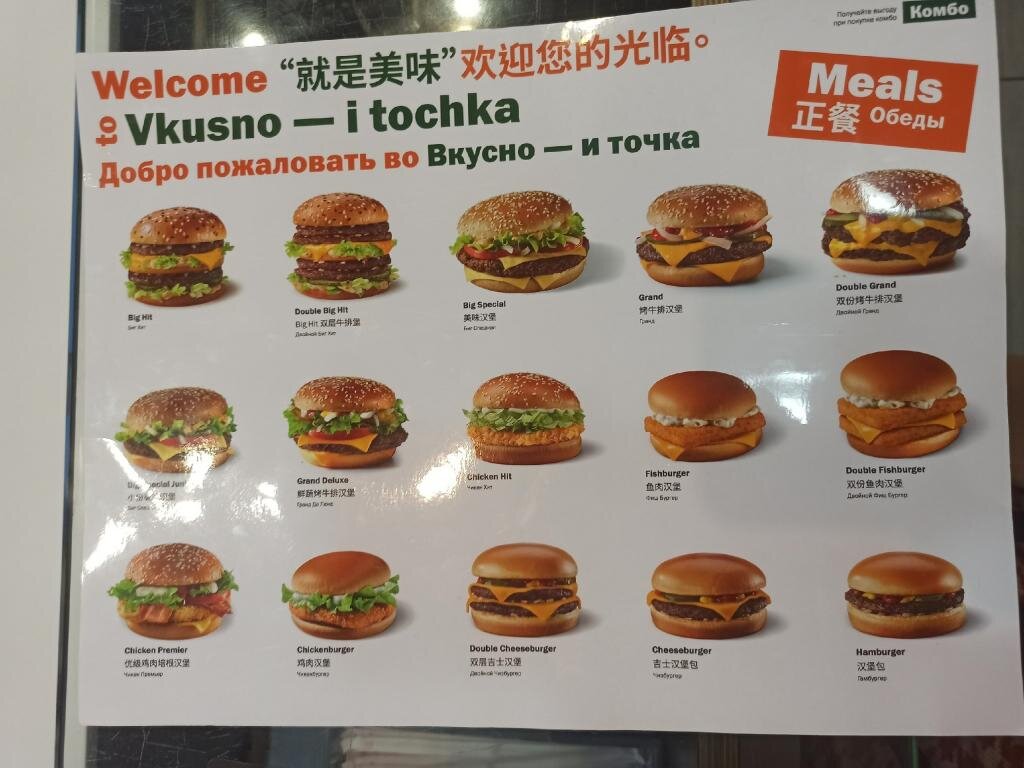 Получайте выгоду
при покупке комбо
Комбо
Welcome “就是美味”欢迎您的光临。
to Vkusno — i tochka
Добро пожаловать во Вкусно — и точка
Meals
正餐 Обеды
Big Hit
Биг Хит
Double Big Hit
Big Hit 双层牛排堡
Двойной Биг Хит
Big Special
美味汉堡
Биг Спешиал
Grand
烤牛排汉堡
Гранд
Double Grand
双份烤牛排汉堡
Двойной Гранд
Big Special Juni
Grand Deluxe
鲜蔬烤牛排汉堡
Гранд Де Люкс
Chicken Hit
Чикен Хит
Fishburger
鱼肉汉堡
Фиш Бургер
Double Fishburger
双份鱼肉汉堡
Двойной Фиш Бургер
Chicken Premier
优级鸡肉培根汉堡
Чикен Премьер
Chickenburger
鸡肉汉堡
Чикенбургер
Double Cheeseburger
双层吉士汉堡
Двойной Чизбургер
Cheeseburger
吉士汉堡包
Чизбургер
Hamburger
汉堡包
Гамбургер